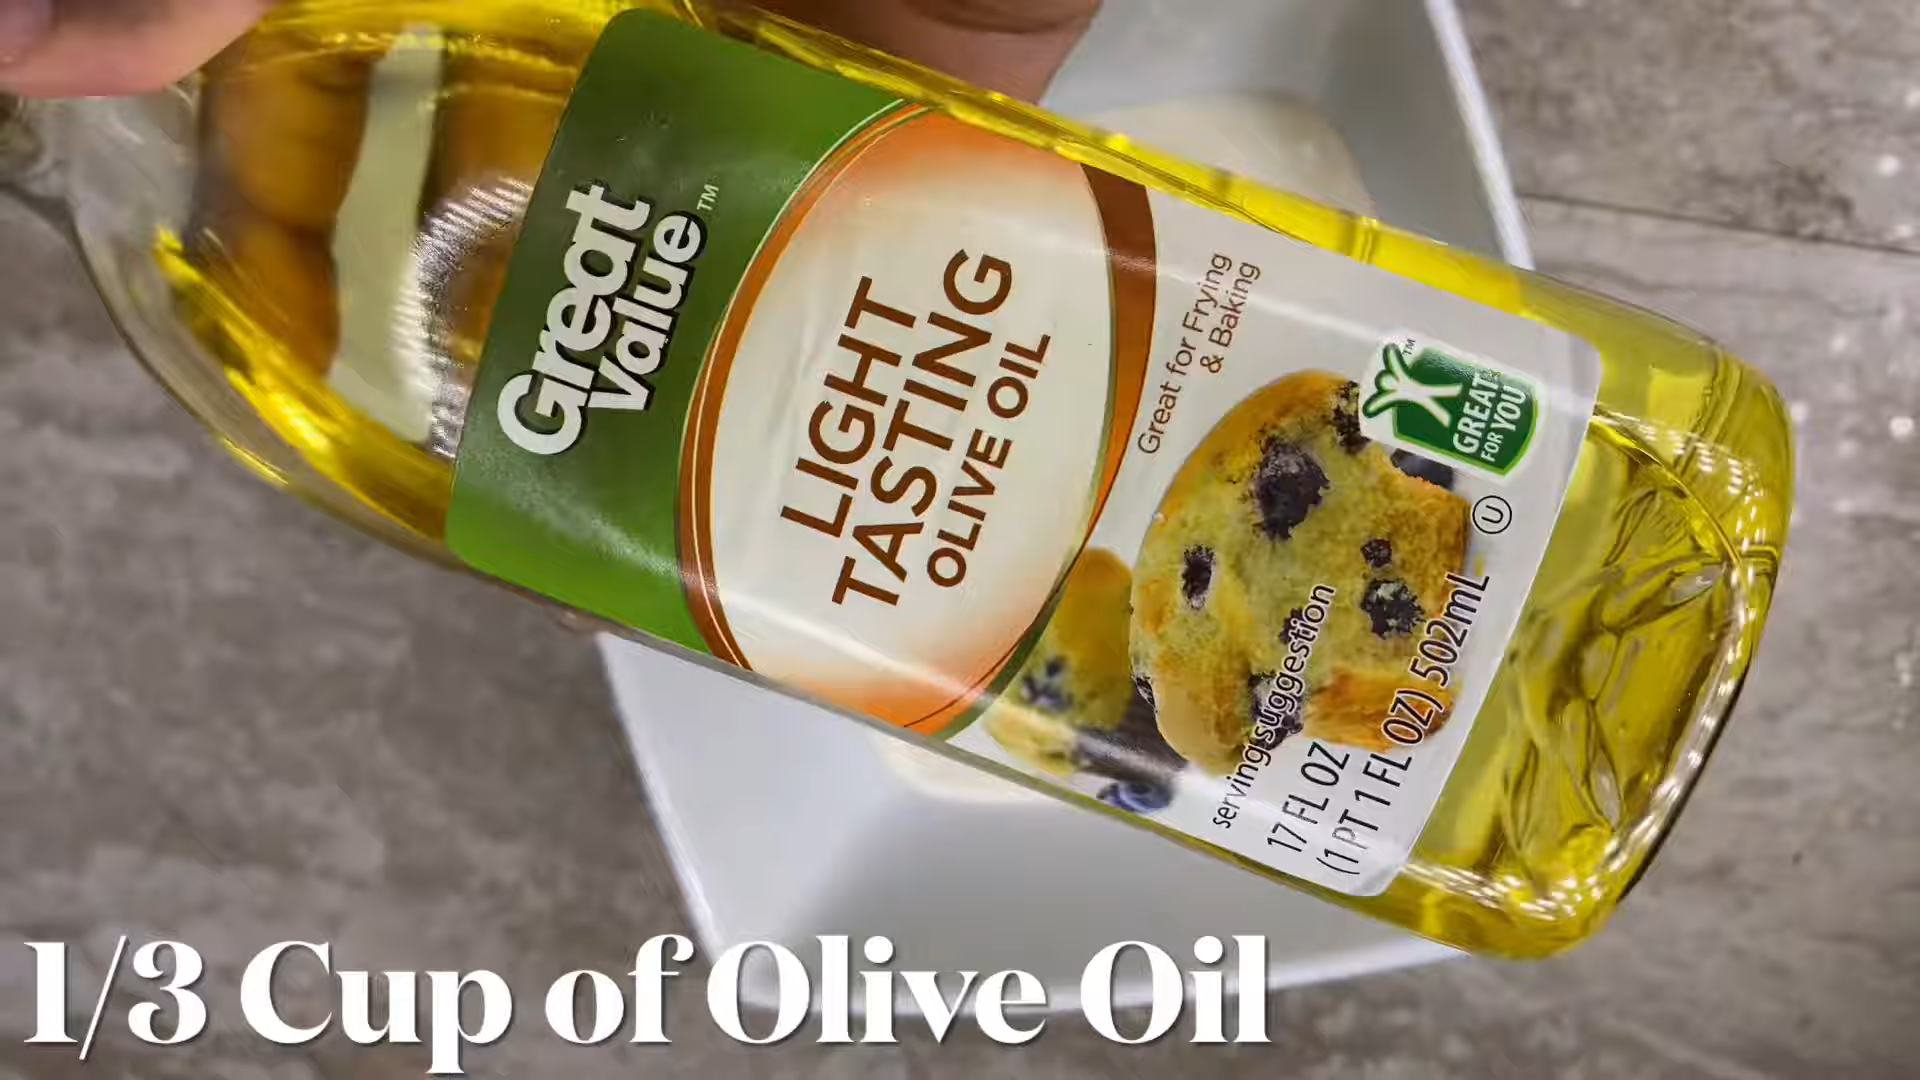 Great
Value™
LIGHT
TASTING
OLIVE OIL
Great for Frying
& Baking
GREAT
FOR YOU
™
U
serving suggestion
17 FL OZ
(1 PT 1 FL OZ) 502mL
1/3 Cup of Olive Oil